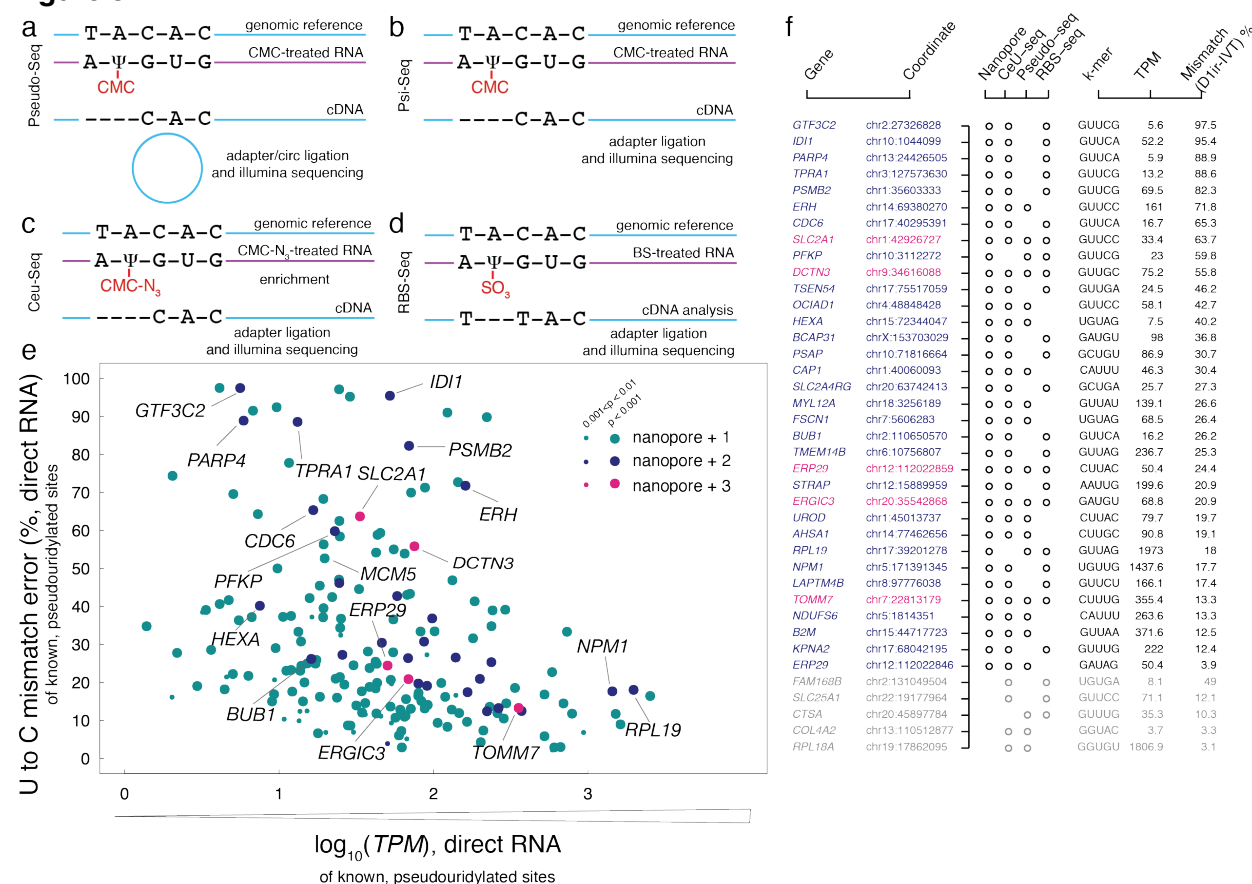 a
Pseudo-Seq
T-A-C-A-C
genomic reference
A-Ψ-G-U-G
CMC-treated RNA
CMC
----C-A-C
cDNA
adapter/circ ligation
and illumina sequencing
b
Psi-Seq
T-A-C-A-C
genomic reference
A-Ψ-G-U-G
CMC-treated RNA
CMC
----C-A-C
cDNA
adapter ligation
and illumina sequencing
c
Ceu-Seq
T-A-C-A-C
genomic reference
A-Ψ-G-U-G
CMC-N3-treated RNA
CMC-N3
enrichment
----C-A-C
cDNA
adapter ligation
and illumina sequencing
d
RBS-Seq
T-A-C-A-C
genomic reference
A-Ψ-G-U-G
BS-treated RNA
SO3
T---T-A-C
cDNA analysis
adapter ligation
and illumina sequencing
e
U to C mismatch error (%, direct RNA)
of known, pseudouridylated sites
100
90
80
70
60
50
40
30
20
10
0
0 1 2 3
GTF3C2
IDI1
PARP4
TPRA1
SLC2A1
PSMB2
ERH
CDC6
PFKP
MCM5
DCTN3
ERP29
HEXA
NPM1
BUB1
ERGIC3
TOMM7
RPL19
0.001<p < 0.01
p < 0.001
nanopore + 1
nanopore + 2
nanopore + 3
log10(TPM), direct RNA
of known, pseudouridylated sites
f
Gene Coordinate Nanopore CeU-seq Pseudo-seq RBS-seq k-mer TPM Mismatch (D1ir-IVT) %
GTF3C2 chr2:27326828 GUUCG 5.6 97.5
IDI1 chr10:1044099 GUUCA 52.2 95.4
PARP4 chr13:24426505 GUUCA 5.9 88.9
TPRA1 chr3:127573630 GUUCG 13.2 88.6
PSMB2 chr1:35603333 GUUCG 69.5 82.3
ERH chr14:69380270 GUUCC 161 71.8
CDC6 chr17:40295391 GUUCA 16.7 65.3
SLC2A1 chr1:42926727 GUUCC 33.4 63.7
PFKP chr10:3112272 GUUCC 23 59.8
DCTN3 chr9:34616088 GUUGC 75.2 55.8
TSEN54 chr17:75517059 GUUGA 24.5 46.2
OCIAD1 chr4:48848428 GUUCC 58.1 42.7
HEXA chr15:72344047 UGUAG 7.5 40.2
BCAP31 chrX:153703029 GAUGU 98 36.8
PSAP chr10:71816664 GCUGU 86.9 30.7
CAP1 chr1:40060093 CUUAU 46.3 30.4
SLC2A4RG chr20:63742413 GCUGA 25.7 27.3
MYL12A chr18:3256189 GUUAU 139.1 26.6
FSCN1 chr7:5606283 UGUAG 68.5 26.4
BUB1 chr2:110650570 GUUCA 16.2 26.2
TMEM14B chr6:10756807 GUUAG 236.7 25.3
ERP29 chr12:112022859 CUUAC 50.4 24.4
STRAP chr12:15889959 AAUUG 199.6 20.9
ERGIC3 chr20:35542868 GAUGU 68.8 20.9
UROD chr1:45013737 CUUAC 79.7 19.7
AHSA1 chr14:77462656 CUUGC 90.8 19.1
RPL19 chr17:39201278 GUUAG 1973 18
NPM1 chr5:171391345 UGUUG 1437.6 17.7
LAPTM4B chr8:97776038 GUUCU 166.1 17.4
TOMM7 chr7:22813179 CUUUG 355.4 13.3
NDUFS6 chr5:1814351 CAUUU 263.6 13.3
B2M chr15:44717723 GUUAA 371.6 12.5
KPNA2 chr17:68042195 GUUUG 222 12.4
ERP29 chr12:112022846 GAUAG 50.4 3.9
FAM168B chr2:131049504 UGUGA 8.1 49
SLC25A1 chr22:19177964 GUUCC 71.1 12.1
CTSA chr20:45897784 GUUUG 35.3 10.3
COL4A2 chr13:110512877 GGUAC 3.7 3.3
RPL18A chr19:17862095 GGUGU 1806.9 3.1